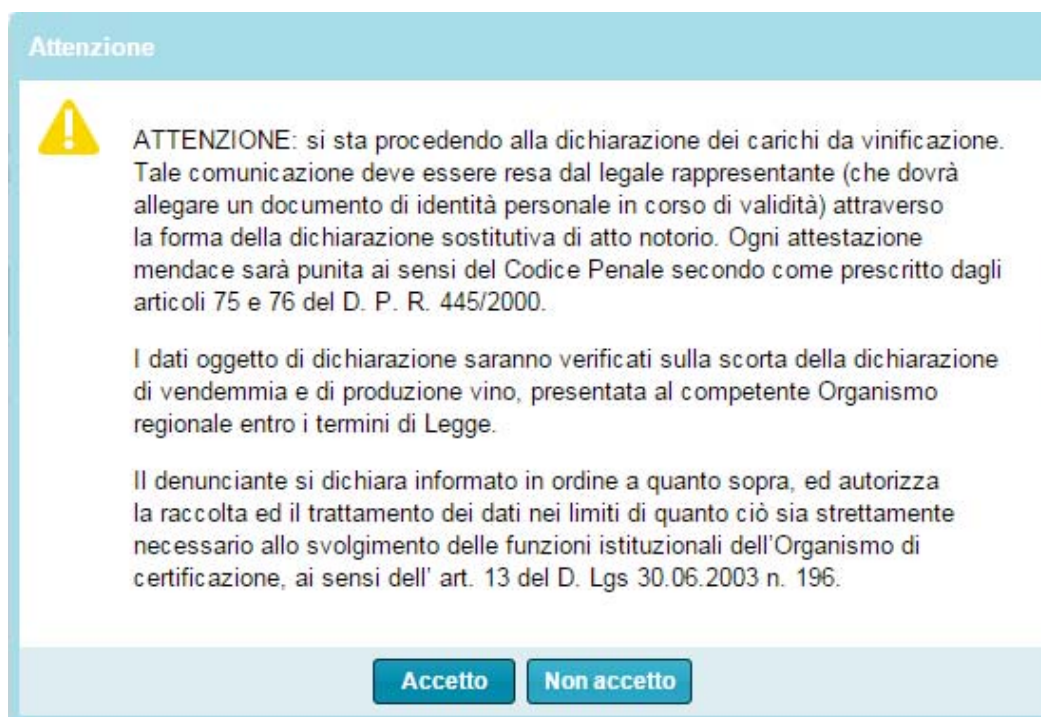 Attenzione
ATTENZIONE: si sta procedendo alla dichiarazione dei carichi da vinificazione.
Tale comunicazione deve essere resa dal legale rappresentante (che dovrà
allegare un documento di identità personale in corso di validità) attraverso
la forma della dichiarazione sostitutiva di atto notorio. Ogni attestazione
mendace sarà punita ai sensi del Codice Penale secondo come prescritto dagli
articoli 75 e 76 del D. P. R. 445/2000.
I dati oggetto di dichiarazione saranno verificati sulla scorta della dichiarazione
di vendemmia e di produzione vino, presentata al competente Organismo
regionale entro i termini di Legge.
Il denunciante si dichiara informato in ordine a quanto sopra, ed autorizza
la raccolta ed il trattamento dei dati nei limiti di quanto ciò sia strettamente
necessario allo svolgimento delle funzioni istituzionali dell'Organismo di
certificazione, ai sensi dell' art. 13 del D. Lgs 30.06.2003 n. 196.
Accetto Non accetto